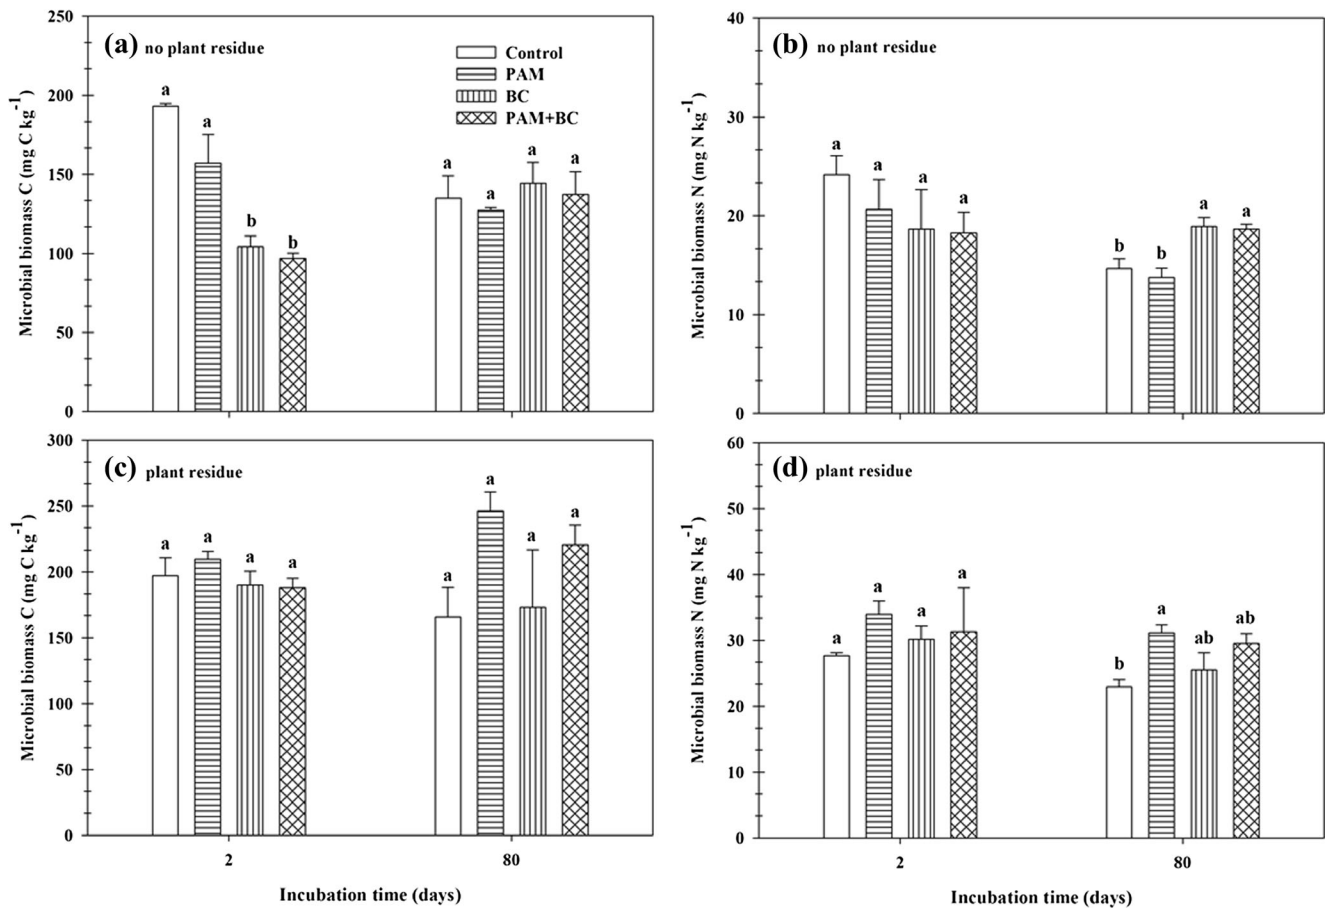 (a) no plant residue
Control
PAM
BC
PAM+BC
Microbial biomass C (mg C kg-1)
250
200
150
100
50
0
a
a
b
b
a
a
a
a
(b) no plant residue
Microbial biomass N (mg N kg-1)
40
30
20
10
0
a
a
a
a
b
b
a
a
(c) plant residue
Microbial biomass C (mg C kg-1)
300
250
200
150
100
50
0
a
a
a
a
a
a
a
a
2
80
Incubation time (days)
(d) plant residue
Microbial biomass N (mg N kg-1)
60
50
40
30
20
10
0
a
a
a
a
b
a
ab
ab
2
80
Incubation time (days)